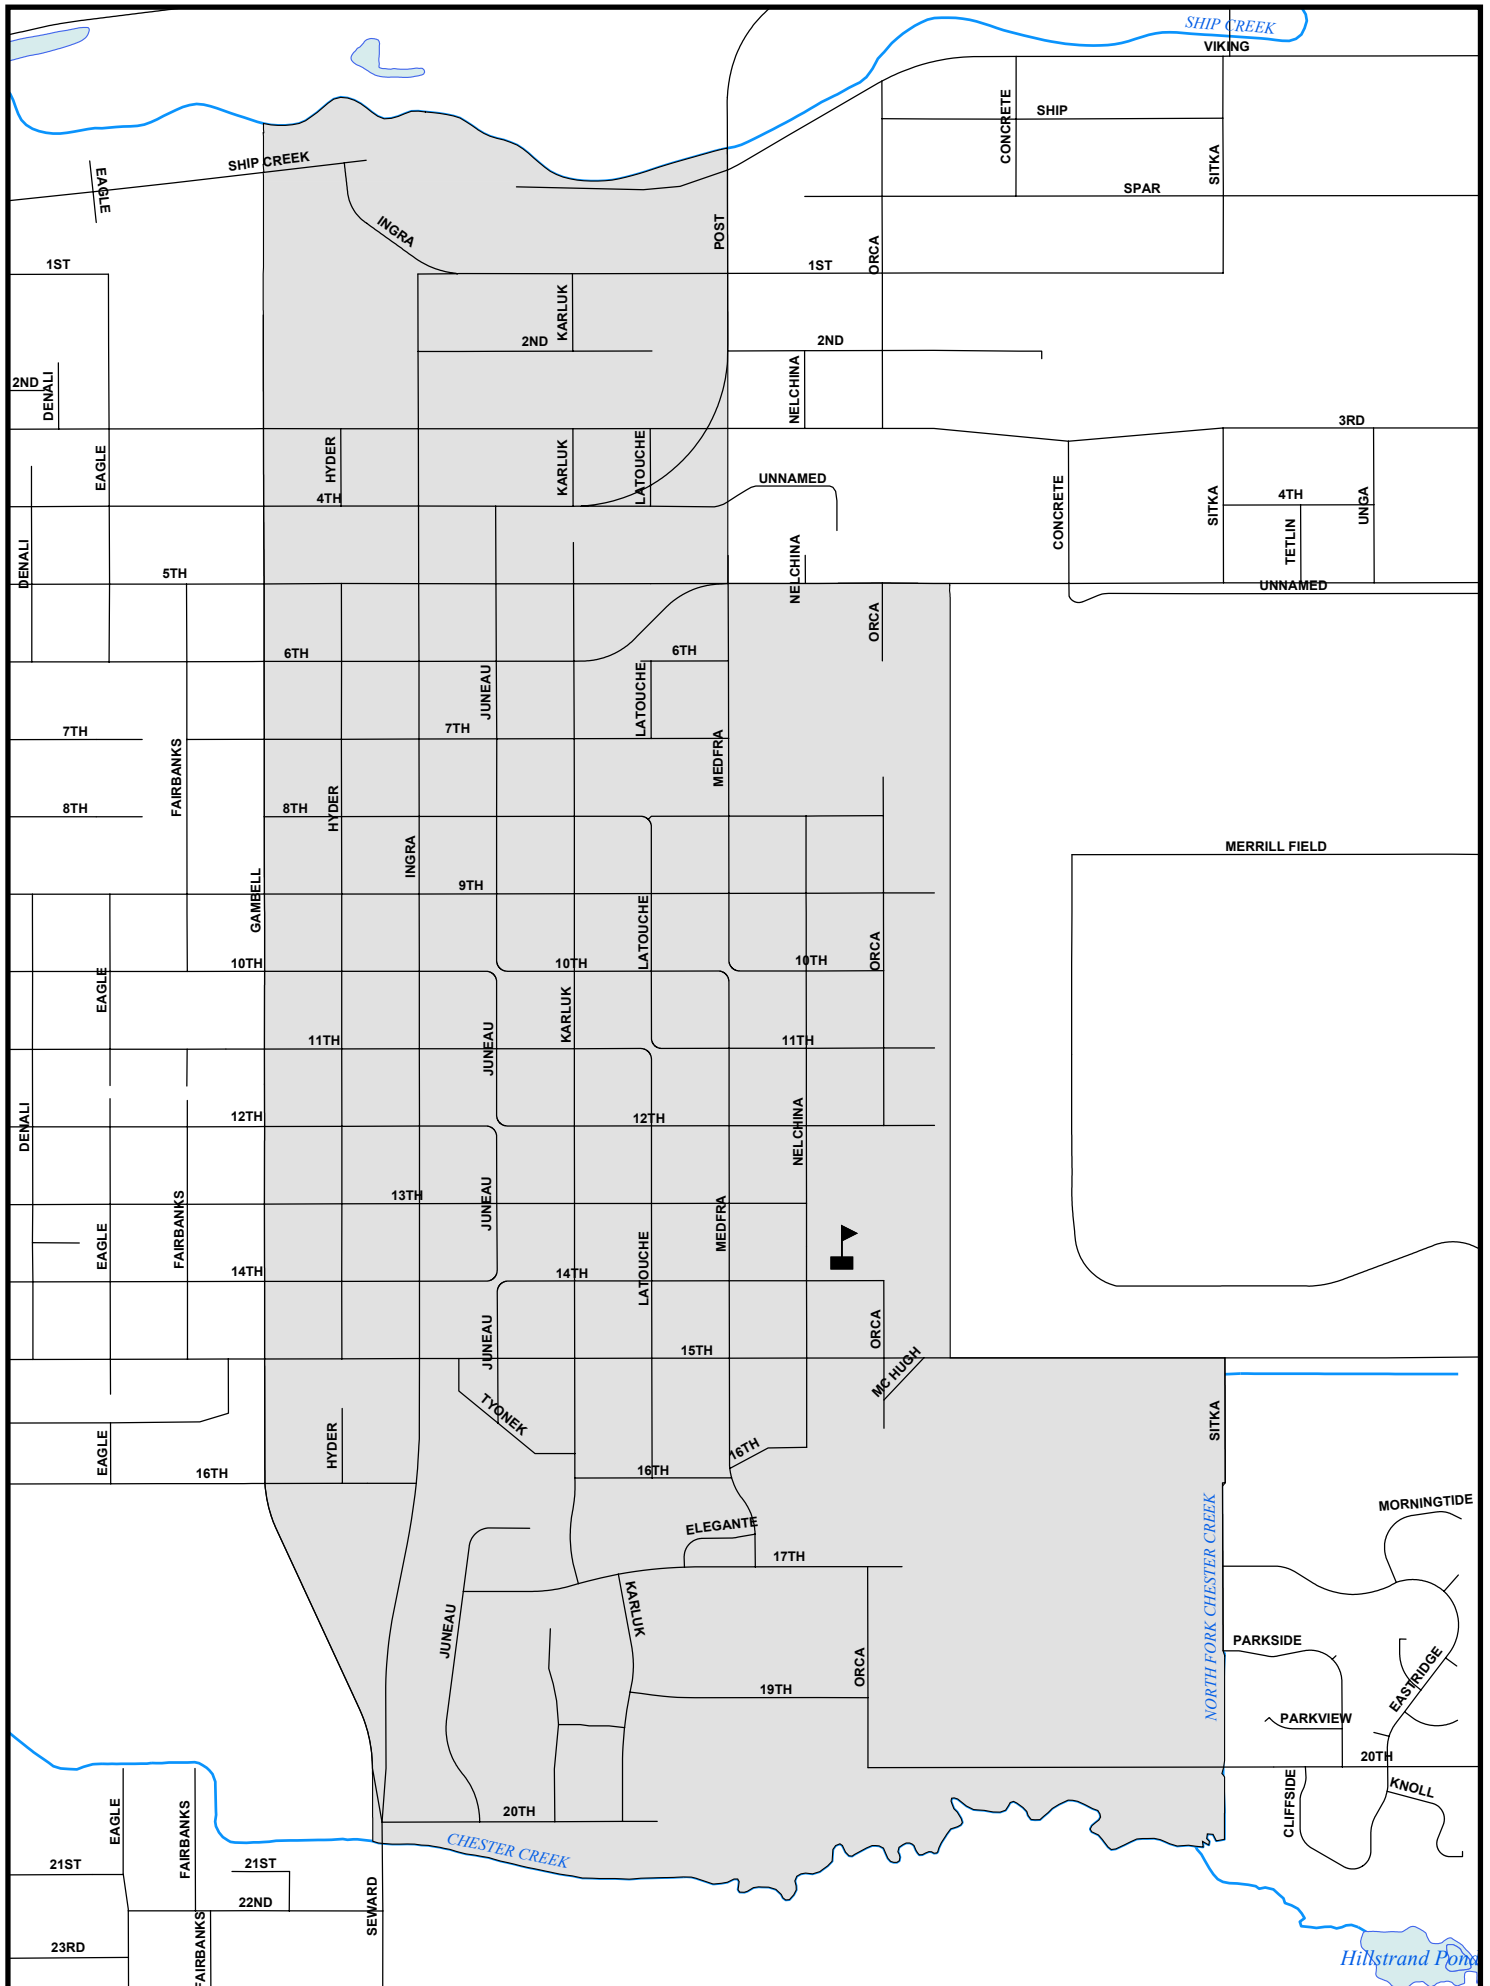 SHIP CREEK
VIKING
CONCRETE
SHIP
SITKA
SHIP CREEK
EAGLE
SPAR
INGRA
POST
ORCA
1ST
1ST
KARLUK
2ND
2ND
NELCHINA
2ND
DENALI
3RD
EAGLE
HYDER
KARLUK
LATOUCHE
UNNAMED
4TH
CONCRETE
SITKA
4TH
UNGA
TETLIN
DENALI
5TH
NELCHINA
UNNAMED
ORCA
6TH
6TH
JUNEAU
LATOUCHE
7TH
7TH
FAIRBANKS
MEDFRA
8TH
8TH
HYDER
INGRA
MERRILL FIELD
GAMBELL
9TH
LATOUCHE
EAGLE
10TH
10TH
10TH
ORCA
KARLUK
JUNEAU
11TH
11TH
DENALI
12TH
12TH
NELCHINA
FAIRBANKS
13TH
JUNEAU
MEDFRA
EAGLE
LATOUCHE
14TH
14TH
JUNEAU
15TH
ORCA
MC HUGH
TYONEK
SITKA
EAGLE
HYDER
16TH
16TH
16TH
MORNINGTIDE
ELEGANTE
17TH
NORTH FORK CHESTER CREEK
JUNEAU
KARLUK
ORCA
PARKSIDE
19TH
EASTRIDGE
PARKVIEW
20TH
CLIFFSIDE
KNOLL
EAGLE
FAIRBANKS
20TH
CHESTER CREEK
21ST
21ST
22ND
SEWARD
23RD
FAIRBANKS
Hillstrand Pond